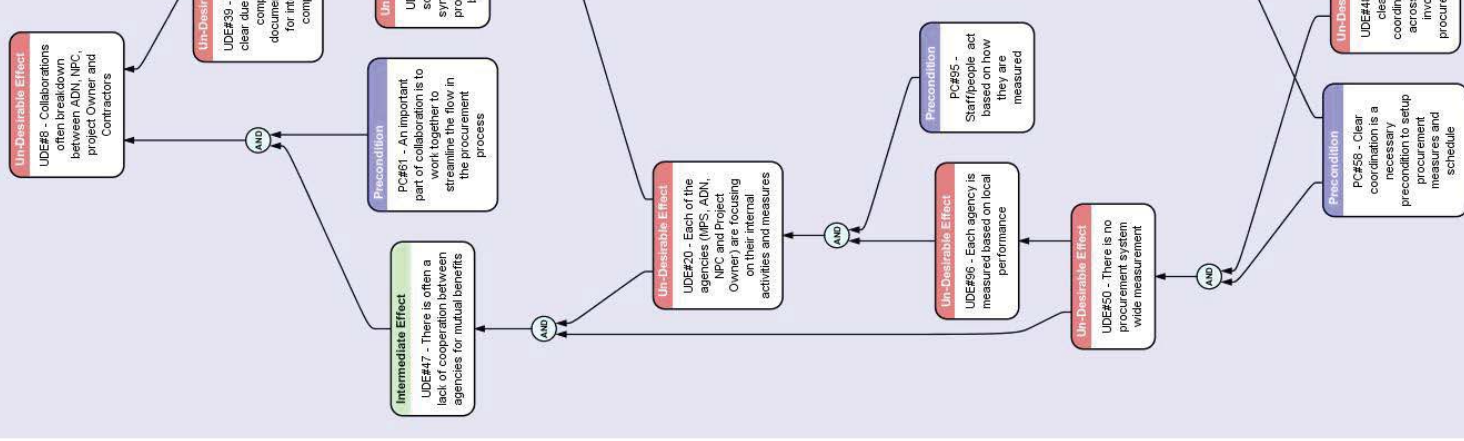 Un-Desirable Effect
UDE#8 - Collaborations
often breakdown
between ADN, NPC,
project Owner and
Contractors
UDE#39 -
clear due
for int
AND
Precondition
PC#61 - An important
part of collaboration is to
work together to
streamline the flow in
the procurement
process
Intermediate Effect
UDE#47 - There is often a
lack of cooperation between
agencies for mutual benefits
AND
Un-Desirable Effect
UDE#20 - Each of the
agencies (MPS, ADN,
NPC and Project
Owner) are focusing
on their internal
activities and measures
AND
Precondition
PC#95 -
Staff/people act
based on how
they are
measured
Un-Desirable Effect
UDE#96 - Each agency is
measured based on local
performance
Un-Desirable Effect
UDE#50 - There is no
procurement system
wide measurement
AND
Precondition
PC#58 - Clear
coordination is a
necessary
precondition to setup
procurement
measures and
schedule